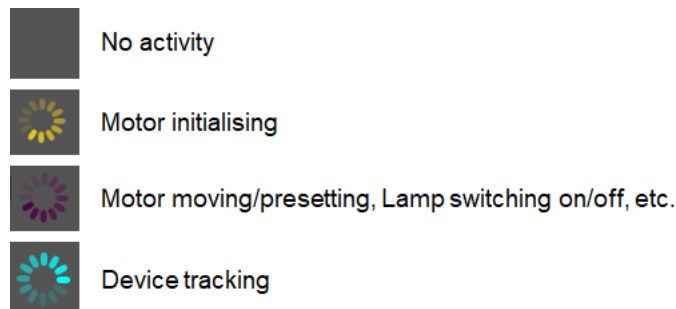 No activity
Motor initialising
Motor moving/presetting, Lamp switching on/off, etc.
Device tracking